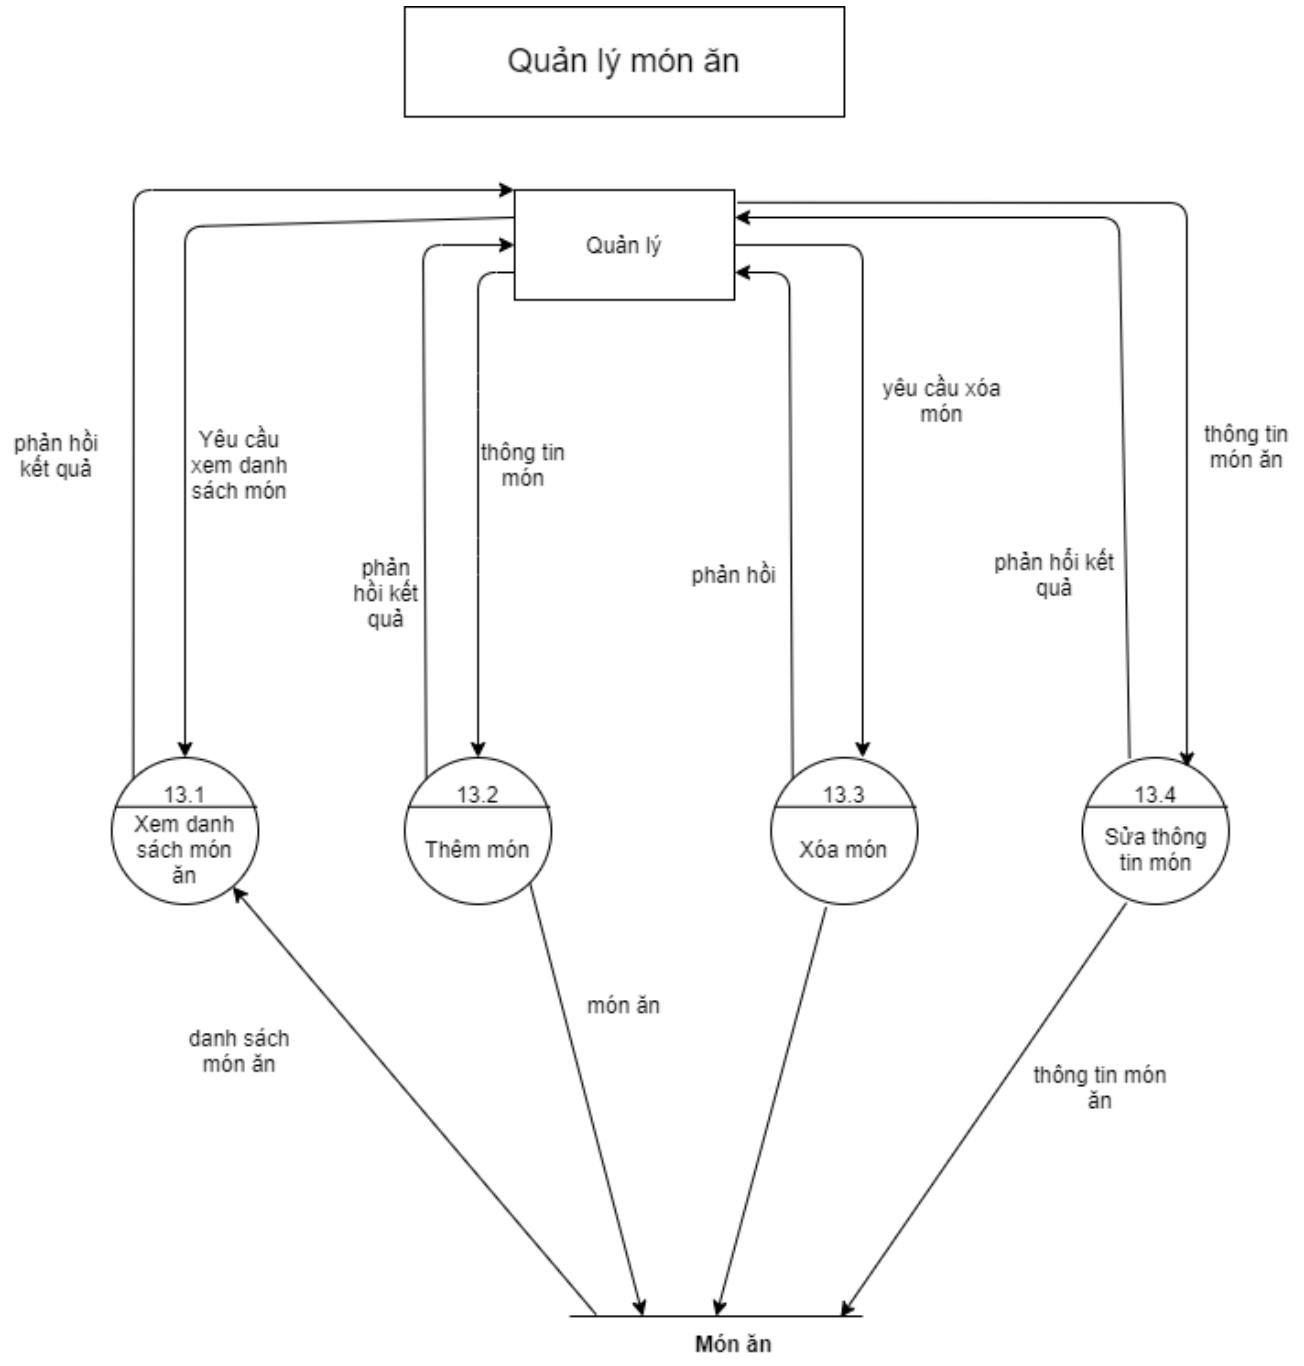 Quản lý món ăn
Quản lý
phản hồi
kết quả
Yêu cầu
xem danh
sách món
phản
hồi kết
quả
thông tin
món
phản hồi
yêu cầu xóa
món
phản hồi kết
quả
thông tin
món ăn
13.1
Xem danh
sách món
ăn
13.2
Thêm món
13.3
Xóa món
13.4
Sửa thông
tin món
danh sách
món ăn
món ăn
thông tin món
ăn
Món ăn